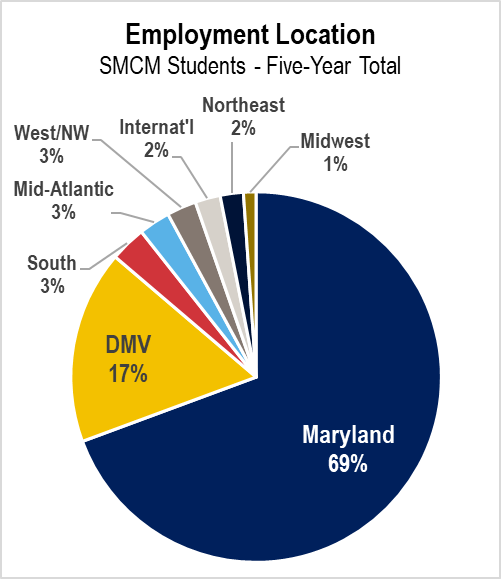 Employment Location
SMCM Students - Five-Year Total
Northeast
2%
Internat'l
2%
West/NW
3%
Midwest
1%
Mid-Atlantic
3%
South
3%
DMV
17%
Maryland
69%